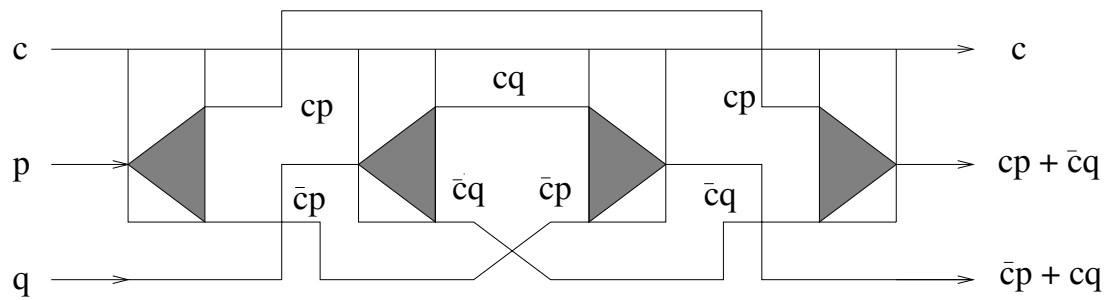 c c
cq
cp cp
p cp + c̄q
c̄p c̄q c̄p c̄q
q c̄p + cq